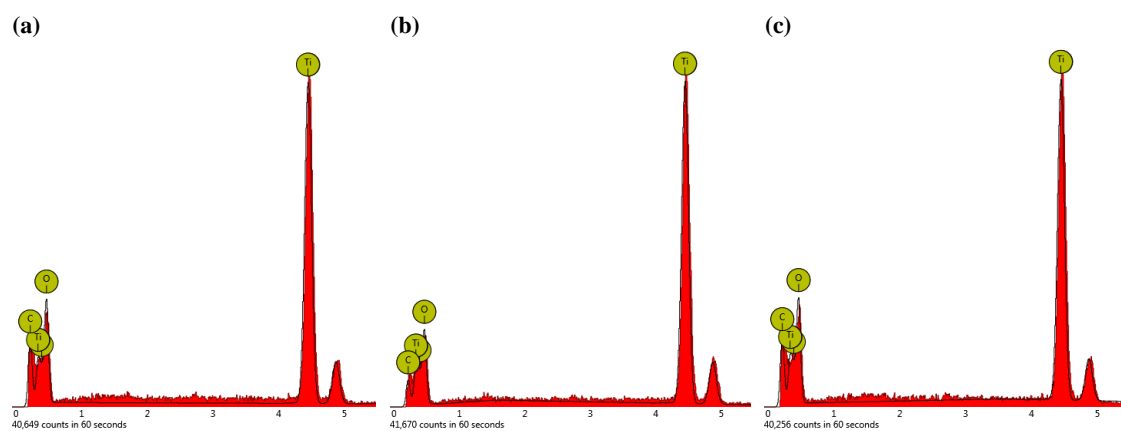 (a)
Ti
O
C
Ti
0 1 2 3 4 5
40,649 counts in 60 seconds
(b)
Ti
O
Ti
C
0 1 2 3 4 5
41,670 counts in 60 seconds
(c)
Ti
O
C
Ti
0 1 2 3 4 5
40,256 counts in 60 seconds